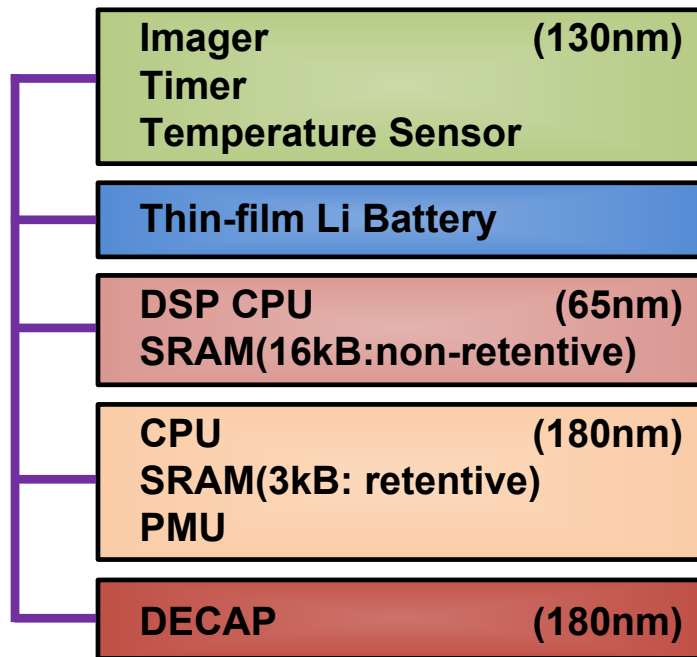 Imager (130nm)
Timer
Temperature Sensor
Thin-film Li Battery
DSP CPU (65nm)
SRAM(16kB:non-retentive)
CPU (180nm)
SRAM(3kB: retentive)
PMU
DECAP (180nm)